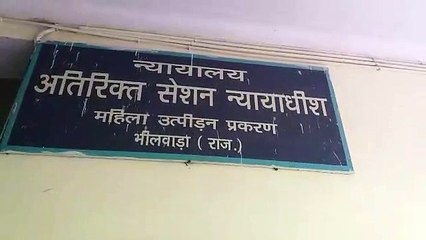 न्यायालय
अतिरिक्त सेशन न्यायाधीश
महिला उत्पीड़न प्रकरण
भीलवाड़ा ( राज. )